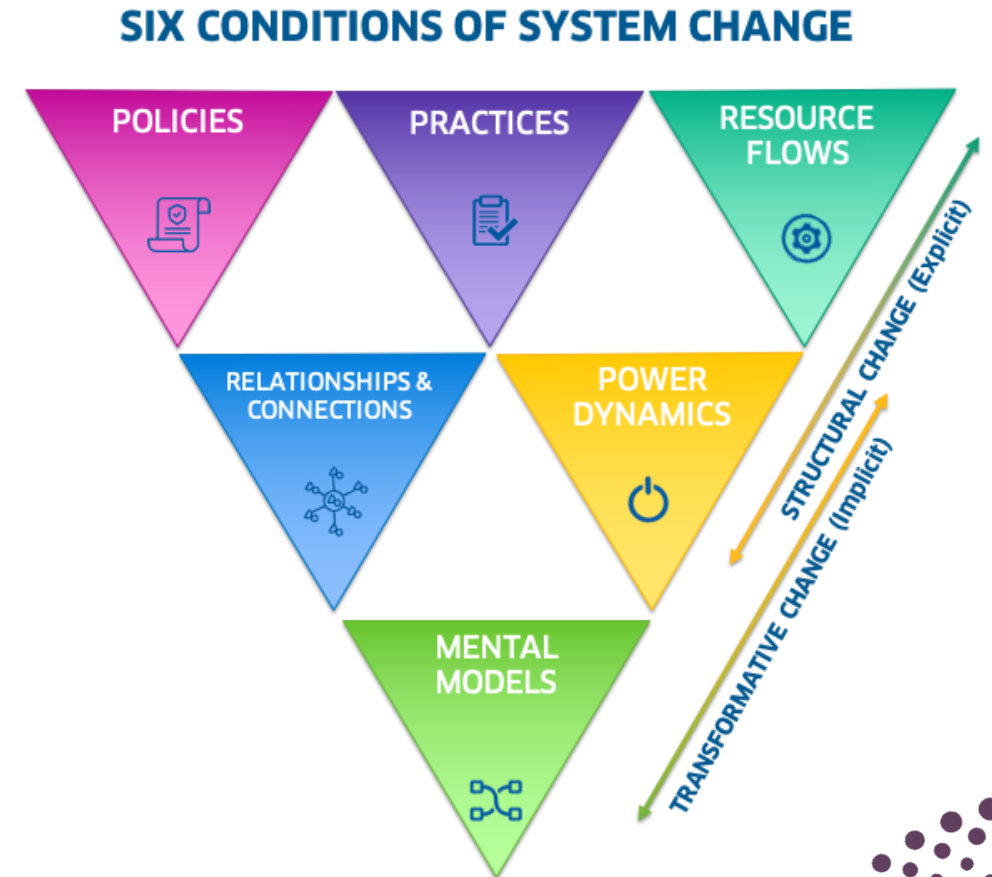 SIX CONDITIONS OF SYSTEM CHANGE
POLICIES
PRACTICES
RESOURCE
FLOWS
RELATIONSHIPS &
CONNECTIONS
POWER
DYNAMICS
MENTAL
MODELS
STRUCTURAL CHANGE (Explicit)
TRANSFORMATIVE CHANGE (Implicit)